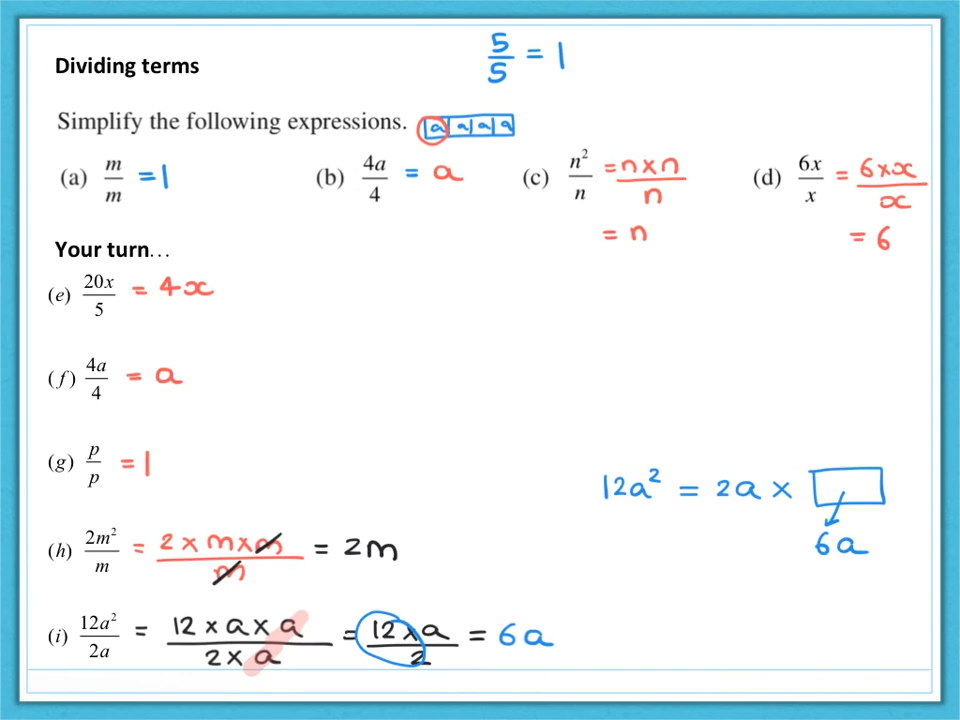 5/5 = 1
Dividing terms
Simplify the following expressions. a a a a
(a) m/m = 1 (b) 4a/4 = a (c) n²/n = n×n/n (d) 6x/x = 6×x/x
= n = 6
Your turn…
(e) 20x/5 = 4x
(f) 4a/4 = a
(g) p/p = 1
12a² = 2a ×
6a
(h) 2m²/m = 2×m×m/m = 2m
(i) 12a²/2a = 12×a×a/2×a = 12×a/2 = 6a